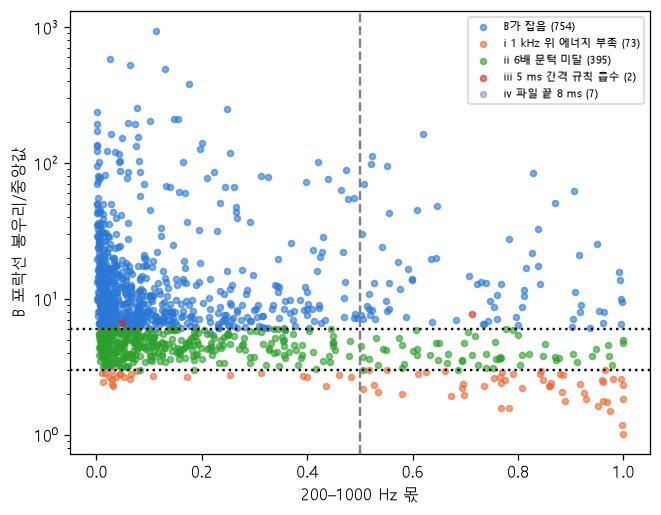 B가 잡음 (754)
i 1 kHz 위 에너지 부족 (73)
ii 6배 문턱 미달 (395)
iii 5 ms 간격 규칙 흡수 (2)
iv 파일 끝 8 ms (7)
B 포락선 봉우리/중앙값
10³
10²
10¹
10⁰
0.0 0.2 0.4 0.6 0.8 1.0
200–1000 Hz 몫